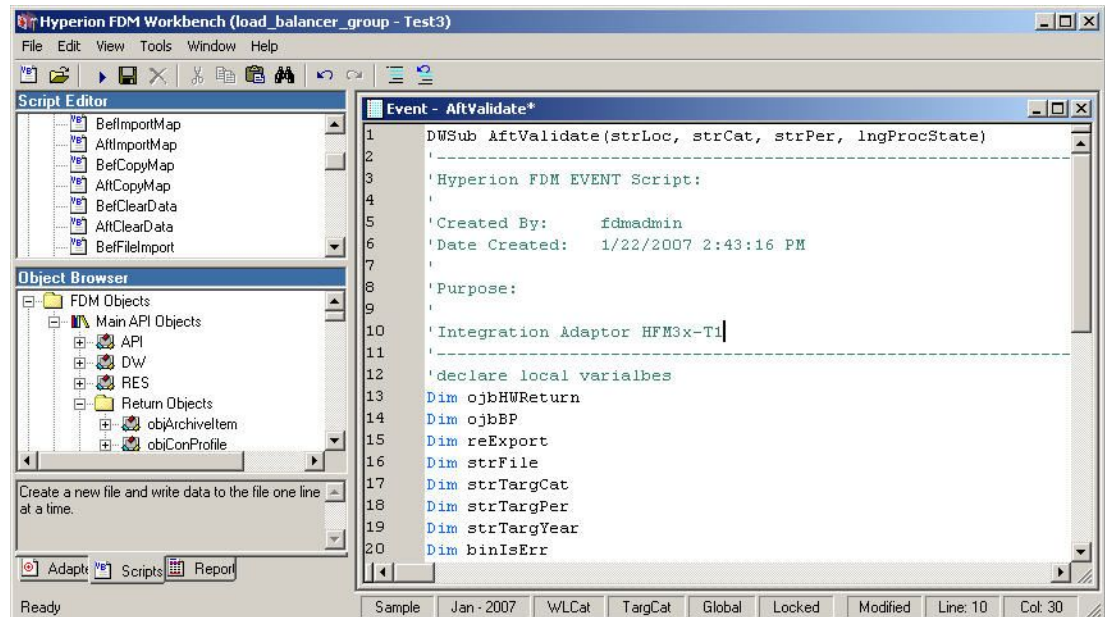 Hyperion FDM Workbench (load_balancer_group - Test3)
File Edit View Tools Window Help
Script Editor
BefImportMap
AftImportMap
BefCopyMap
AftCopyMap
BefClearData
AftClearData
BefFileImport
Object Browser
FDM Objects
Main API Objects
API
DW
RES
Return Objects
objArchiveItem
objConProfile
Create a new file and write data to the file one line
at a time.
Adapte Scripts Report
Event - AftValidate*
1 DWSub AftValidate(strLoc, strCat, strPer, lngProcState)
2 '------------------------------------------------------------------
3 'Hyperion FDM EVENT Script:
4 '
5 'Created By: fdmadmin
6 'Date Created: 1/22/2007 2:43:16 PM
7 '
8 'Purpose:
9 '
10 'Integration Adaptor HFM3x-T1
11 '------------------------------------------------------------------
12 'declare local varialbes
13 Dim ojbHWReturn
14 Dim ojbBP
15 Dim reExport
16 Dim strFile
17 Dim strTargCat
18 Dim strTargPer
19 Dim strTargYear
20 Dim binIsErr
Ready Sample Jan - 2007 WLCat TargCat Global Locked Modified Line: 10 Col: 30